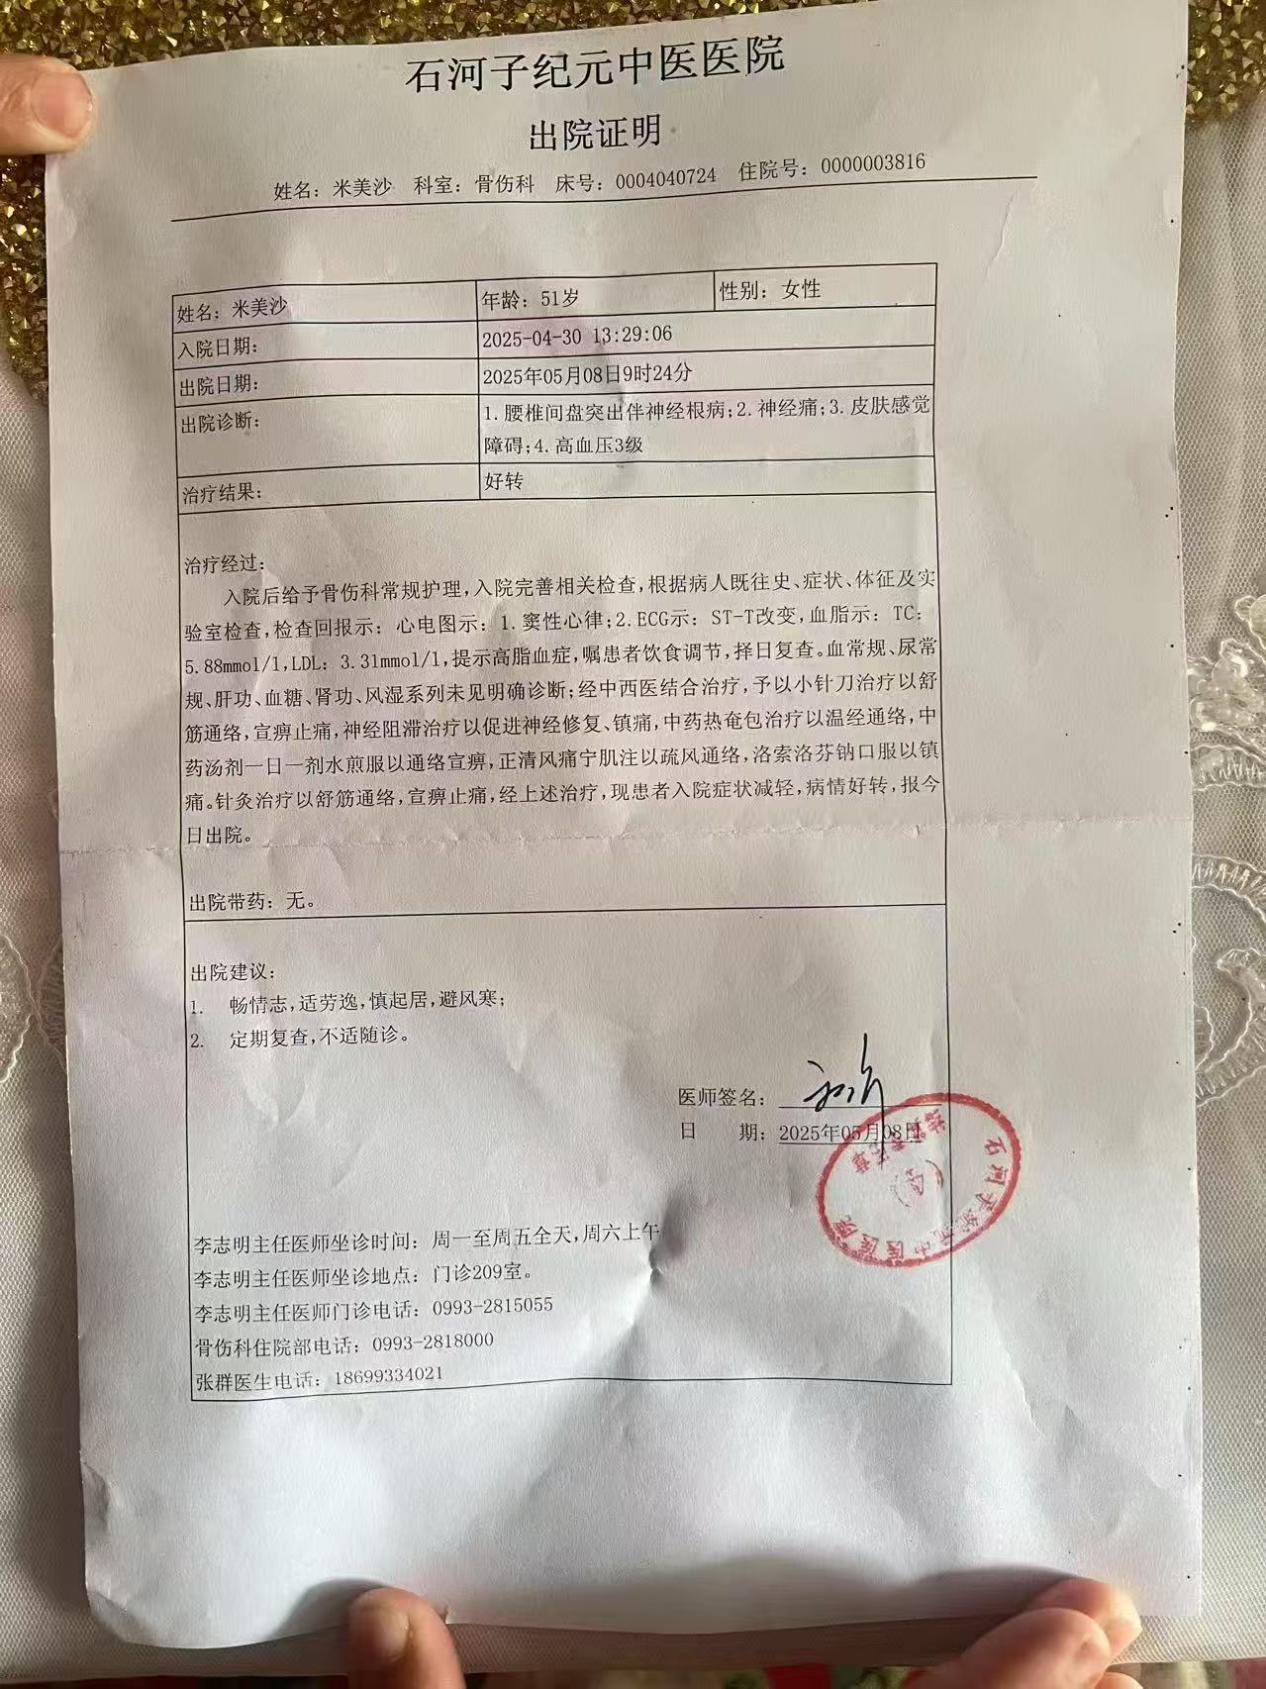 石河子纪元中医医院
出院证明
姓名：米美沙 科室：骨伤科 床号：0004040724 住院号：0000003816
姓名：米美沙 年龄：51岁 性别：女性
入院日期： 2025-04-30 13:29:06
出院日期： 2025年05月08日9时24分
出院诊断： 1.腰椎间盘突出伴神经根病;2.神经痛;3.皮肤感觉
障碍;4.高血压3级
治疗结果： 好转
治疗经过：
入院后给予骨伤科常规护理，入院完善相关检查，根据病人既往史、症状、体征及实
验室检查，检查回报示：心电图示：1.窦性心律;2.ECG示：ST-T改变，血脂示：TC：
5.88mmol/l,LDL：3.31mmol/l,提示高脂血症，嘱患者饮食调节，择日复查。血常规、尿常
规、肝功、血糖、肾功、风湿系列未见明确诊断；经中西医结合治疗，予以小针刀治疗以舒
筋通络，宣痹止痛，神经阻滞治疗以促进神经修复、镇痛，中药热奄包治疗以温经通络，中
药汤剂一日一剂水煎服以通络宣痹，正清风痛宁肌注以疏风通络，洛索洛芬钠口服以镇
痛。针灸治疗以舒筋通络，宣痹止痛，经上述治疗，现患者入院症状减轻，病情好转，报今
日出院。
出院带药：无。
出院建议：
1. 畅情志，适劳逸，慎起居，避风寒；
2. 定期复查，不适随诊。
医师签名：
日 期：2025年05月08日
石河子纪元中医医院
李志明主任医师坐诊时间：周一至周五全天，周六上午
李志明主任医师坐诊地点：门诊209室。
李志明主任医师门诊电话：0993-2815055
骨伤科住院部电话：0993-2818000
张群医生电话：18699334021